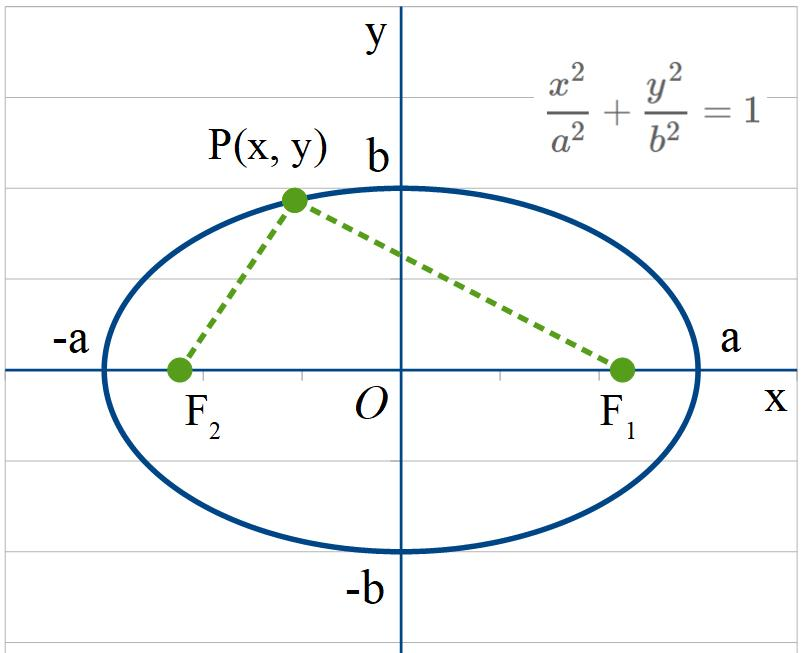 y
x²/a² + y²/b² = 1
P(x, y)
b
-a
a
F₂
O
F₁
x
-b